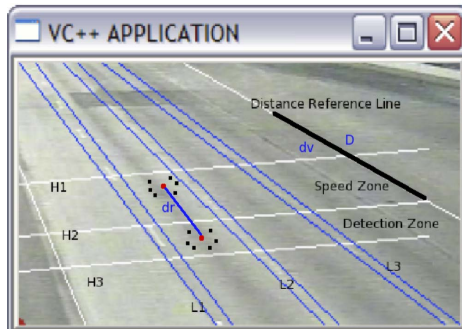 VC++ APPLICATION
Distance Reference Line
dv
D
Speed Zone
H1
dr
Detection Zone
H2
L3
H3
L2
L1